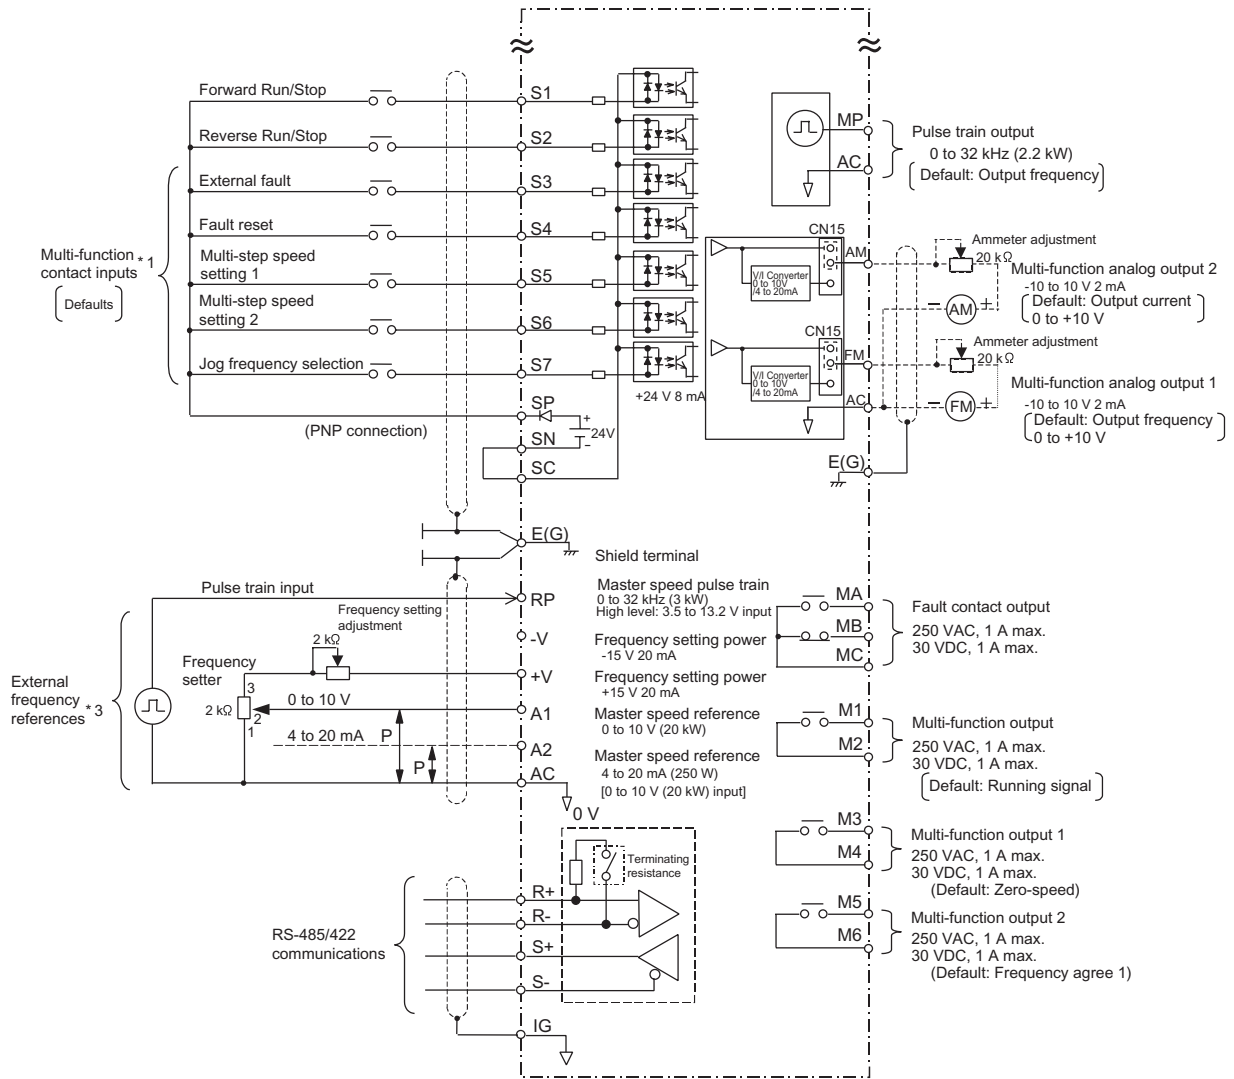 Forward Run/Stop
S1
Reverse Run/Stop
S2
External fault
S3
Fault reset
S4
Multi-function *1
contact inputs
Defaults
Multi-step speed
setting 1
S5
Multi-step speed
setting 2
S6
Jog frequency selection
S7
+24 V 8 mA
SP
+
24V
−
(PNP connection)
SN
SC
E(G)
Shield terminal
MP
AC
Pulse train output
0 to 32 kHz (2.2 kW)
Default: Output frequency
CN15
AM
V/I Converter
0 to 10V
/4 to 20mA
Ammeter adjustment
20 kΩ
Multi-function analog output 2
-10 to 10 V 2 mA
Default: Output current
0 to +10 V
− AM +
CN15
FM
V/I Converter
0 to 10V
/4 to 20mA
AC
Ammeter adjustment
20 kΩ
Multi-function analog output 1
-10 to 10 V 2 mA
Default: Output frequency
0 to +10 V
− FM +
E(G)
External
frequency
references *3
Pulse train input
RP
Master speed pulse train
0 to 32 kHz (3 kW)
High level: 3.5 to 13.2 V input
Frequency setting
adjustment
2 kΩ
-V
Frequency setting power
-15 V 20 mA
Frequency
setter
+V
Frequency setting power
+15 V 20 mA
3
2 kΩ
2
1
0 to 10 V
A1
Master speed reference
0 to 10 V (20 kW)
4 to 20 mA
P
P
A2
Master speed reference
4 to 20 mA (250 W)
[0 to 10 V (20 kW) input]
AC
0 V
MA
MB
MC
Fault contact output
250 VAC, 1 A max.
30 VDC, 1 A max.
M1
M2
Multi-function output
250 VAC, 1 A max.
30 VDC, 1 A max.
Default: Running signal
M3
M4
Multi-function output 1
250 VAC, 1 A max.
30 VDC, 1 A max.
(Default: Zero-speed)
M5
M6
Multi-function output 2
250 VAC, 1 A max.
30 VDC, 1 A max.
(Default: Frequency agree 1)
RS-485/422
communications
Terminating
resistance
R+
R-
S+
S-
IG